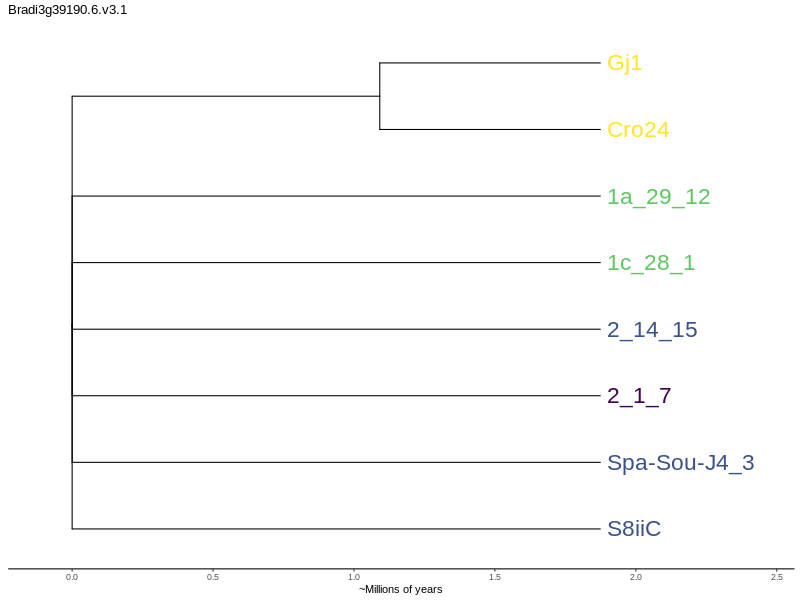 Bradi3g39190.6.v3.1
Gj1
Cro24
1a_29_12
1c_28_1
2_14_15
2_1_7
Spa-Sou-J4_3
S8iiC
0.0 0.5 1.0 1.5 2.0 2.5
~Millions of years